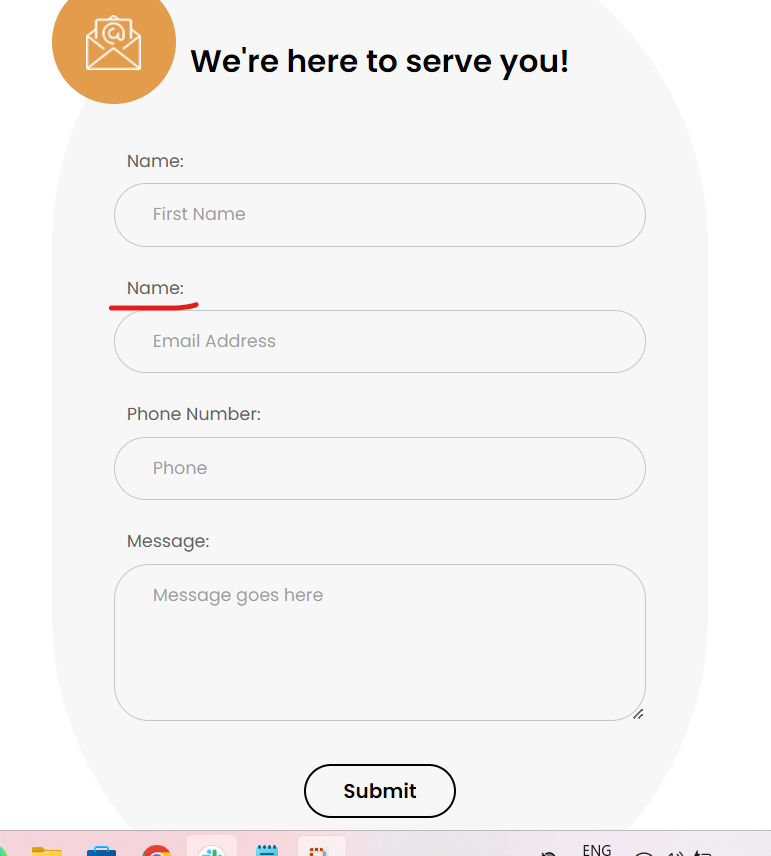 We're here to serve you!
Name:
First Name
Name:
Email Address
Phone Number:
Phone
Message:
Message goes here
Submit
ENG